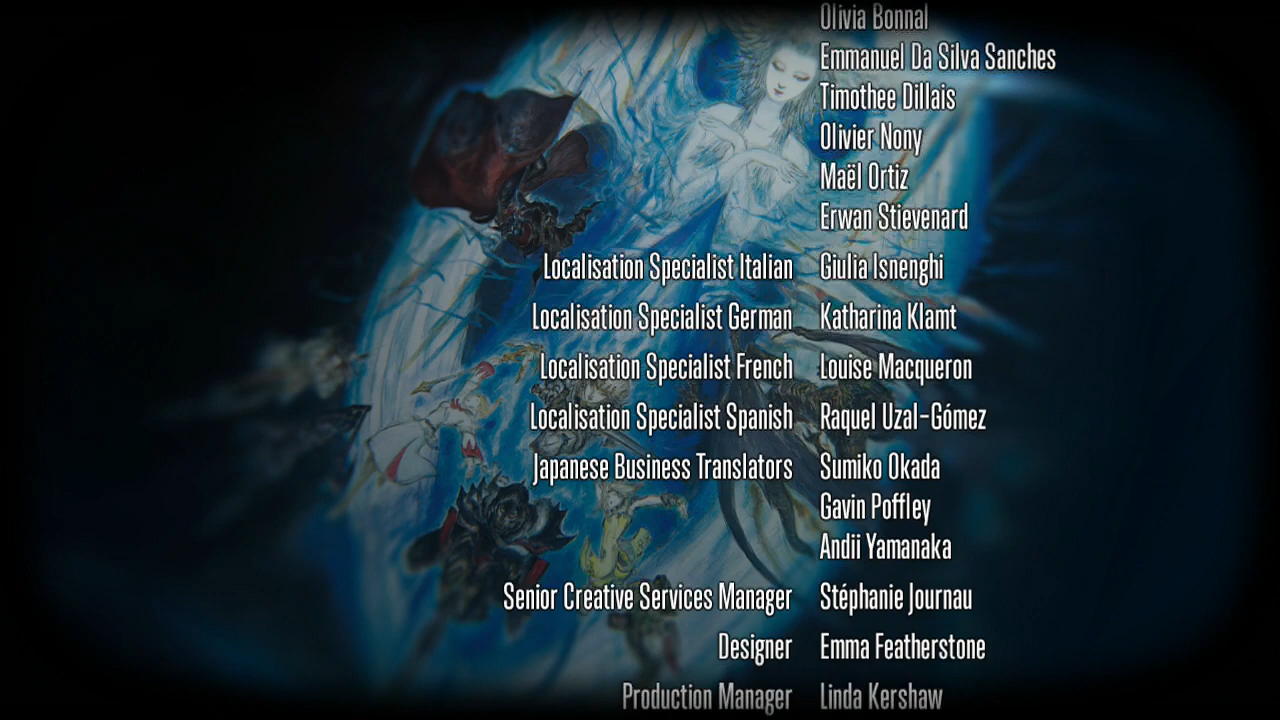 Olivia Bonnal
Emmanuel Da Silva Sanches
Timothee Dillais
Olivier Nony
Maël Ortiz
Erwan Stievenard
Localisation Specialist Italian Giulia Isnenghi
Localisation Specialist German Katharina Klamt
Localisation Specialist French Louise Macqueron
Localisation Specialist Spanish Raquel Uzal-Gómez
Japanese Business Translators Sumiko Okada
Gavin Poffley
Andii Yamanaka
Senior Creative Services Manager Stéphanie Journau
Designer Emma Featherstone
Production Manager Linda Kershaw